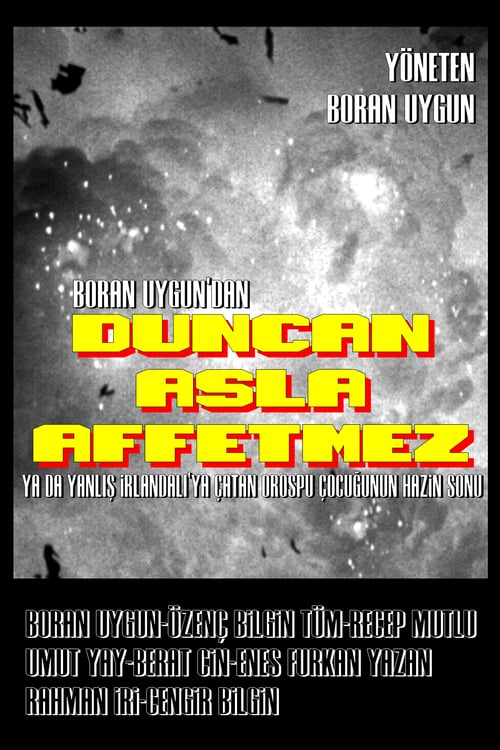 YÖNETEN
BORAN UYGUN
BORAN UYGUN'DAN
DUNCAN
ASLA
AFFETMEZ
YA DA YANLIŞ İRLANDALI'YA ÇATAN OROSPU ÇOCUĞUNUN HAZİN SONU
BORAN UYGUN-ÖZENÇ BİLGİN TÜM-RECEP MUTLU
UMUT YAY-BERAT CİN-ENES FURKAN YAZAN
RAHMAN İRİ-CENGİR BİLGİN